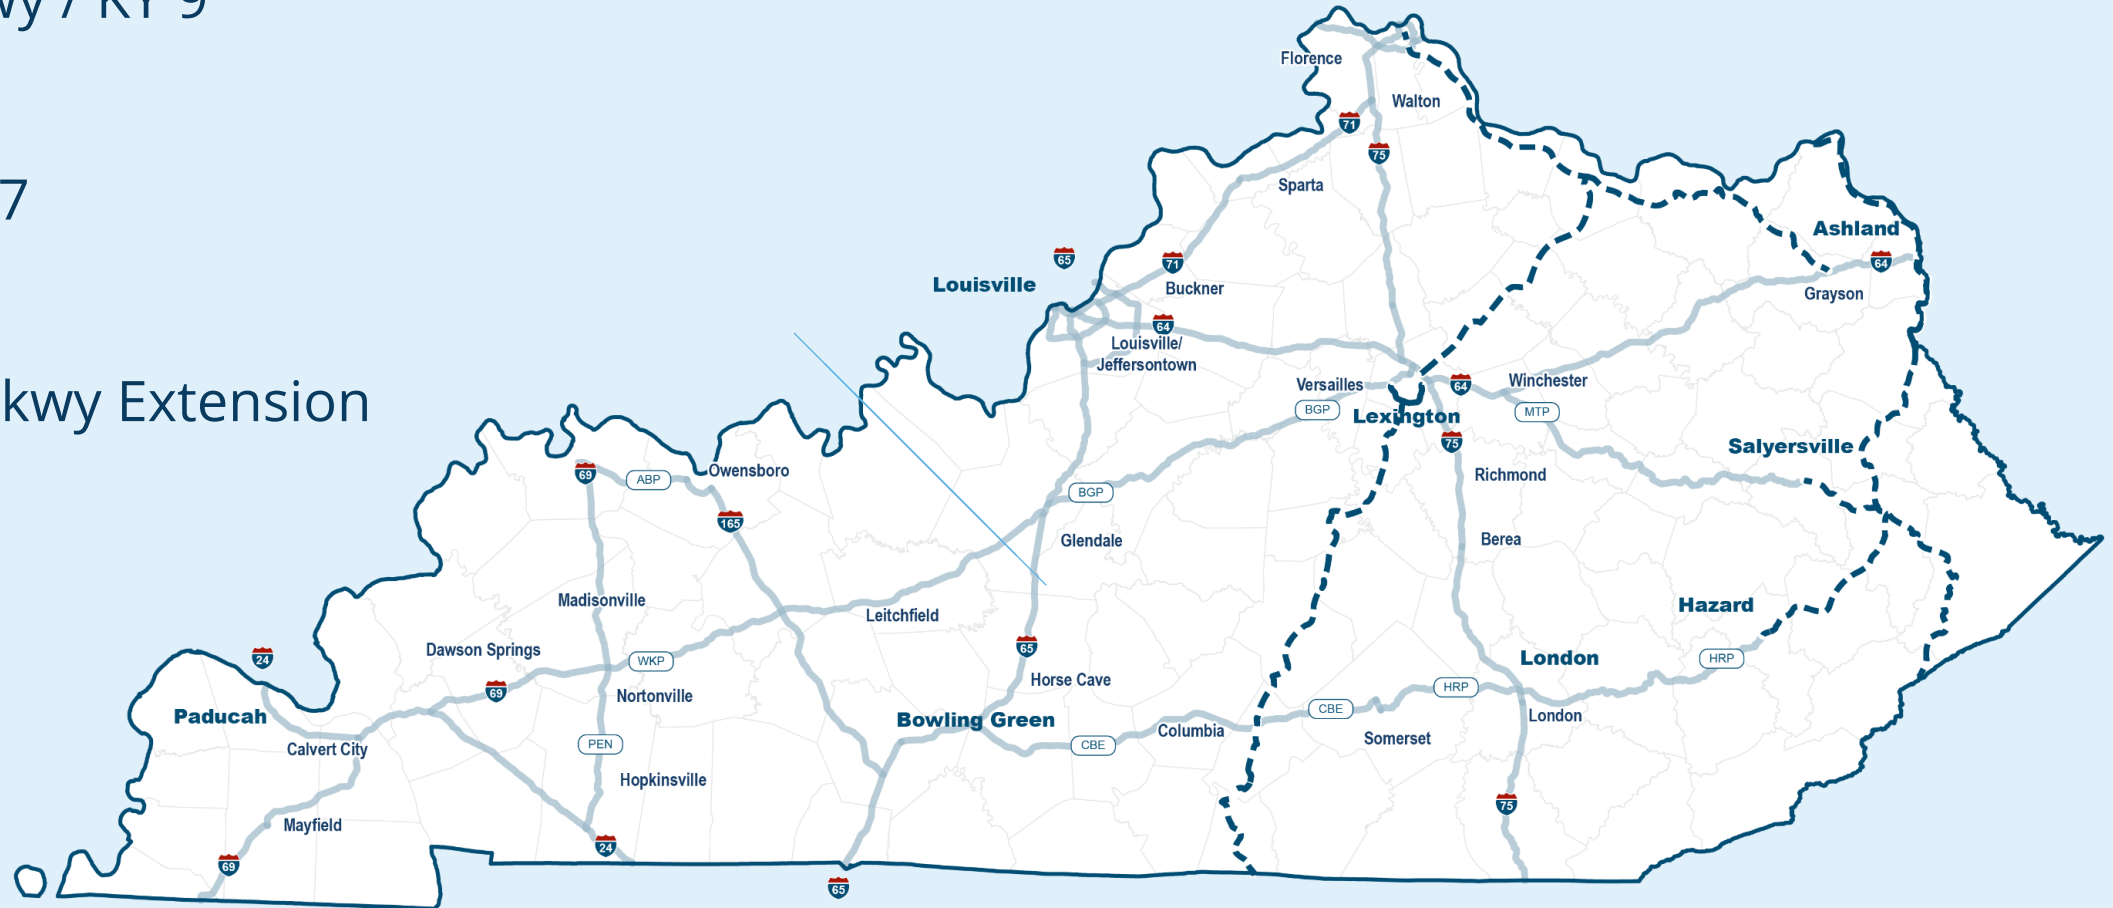 wy / KY 9
7
kwy Extension
Florence
Walton
71
75
Sparta
Ashland
65
71
64
Louisville
Buckner
Grayson
64
Louisville/
Jeffersontown
Versailles
64
Winchester
BGP
Lexington
MTP
75
Salyersville
69
ABP
Owensboro
Richmond
BGP
165
Glendale
Berea
Madisonville
Leitchfield
Hazard
24
Dawson Springs
WKP
65
London
HRP
69
Nortonville
Horse Cave
HRP
Paducah
Bowling Green
CBE
London
Calvert City
PEN
CBE
Columbia
Somerset
Hopkinsville
75
Mayfield
24
69
65